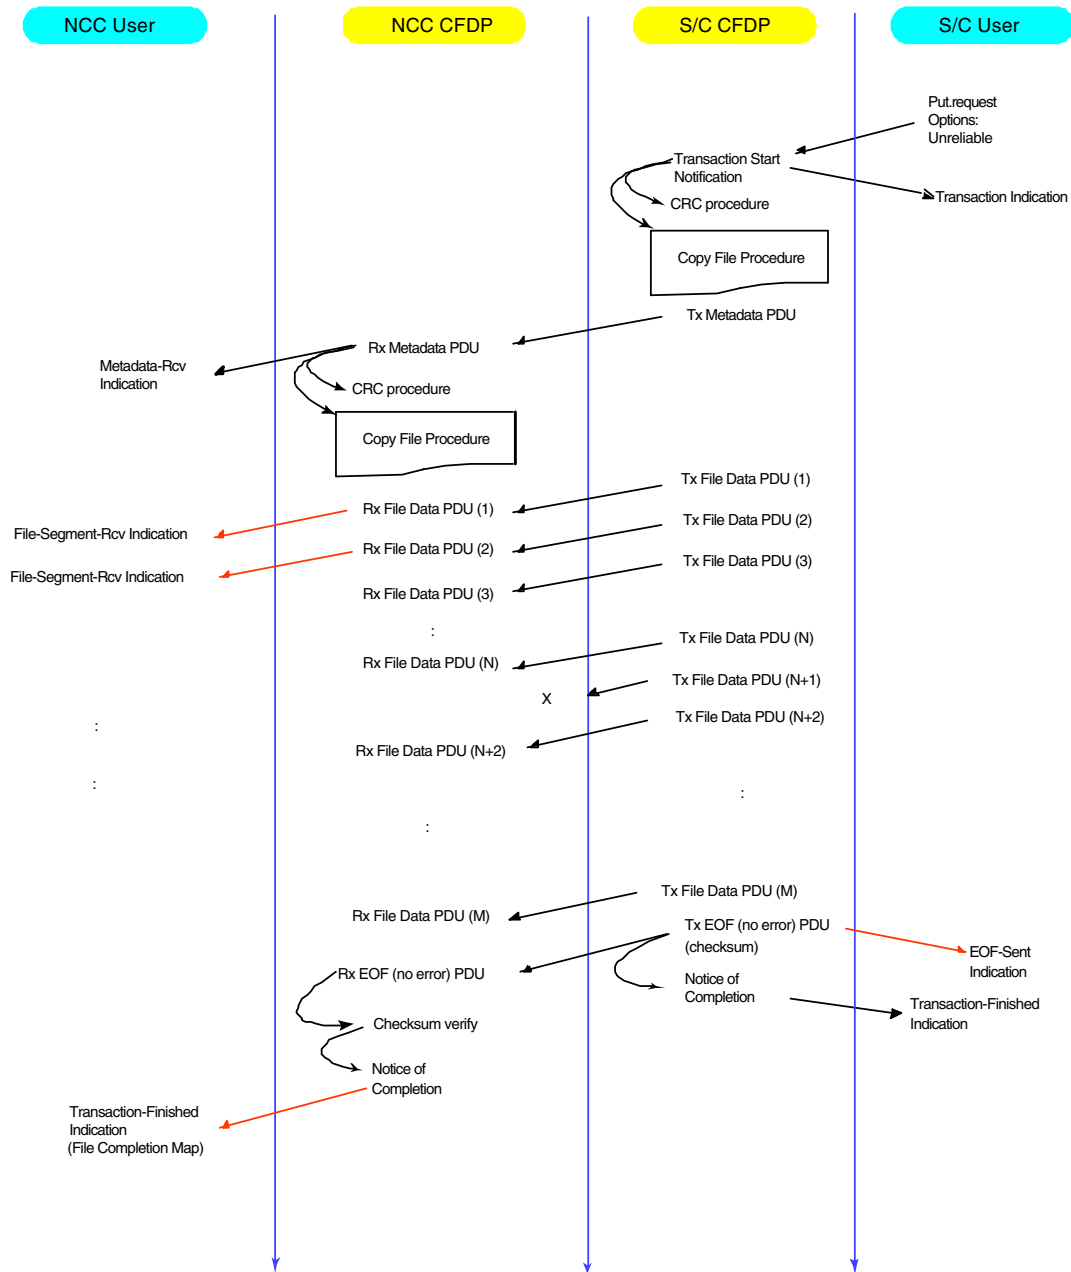 NCC User
NCC CFDP
S/C CFDP
S/C User
Put.request
Options:
Unreliable
Transaction Start
Notification
Transaction Indication
CRC procedure
Copy File Procedure
Tx Metadata PDU
Rx Metadata PDU
Metadata-Rcv
Indication
CRC procedure
Copy File Procedure
Tx File Data PDU (1)
Rx File Data PDU (1)
File-Segment-Rcv Indication
Tx File Data PDU (2)
Rx File Data PDU (2)
File-Segment-Rcv Indication
Tx File Data PDU (3)
Rx File Data PDU (3)
:
Tx File Data PDU (N)
Rx File Data PDU (N)
Tx File Data PDU (N+1)
X
Tx File Data PDU (N+2)
:
Rx File Data PDU (N+2)
:
:
:
Tx File Data PDU (M)
Rx File Data PDU (M)
Tx EOF (no error) PDU
(checksum)
EOF-Sent
Indication
Rx EOF (no error) PDU
Notice of
Completion
Transaction-Finished
Indication
Checksum verify
Notice of
Completion
Transaction-Finished
Indication
(File Completion Map)